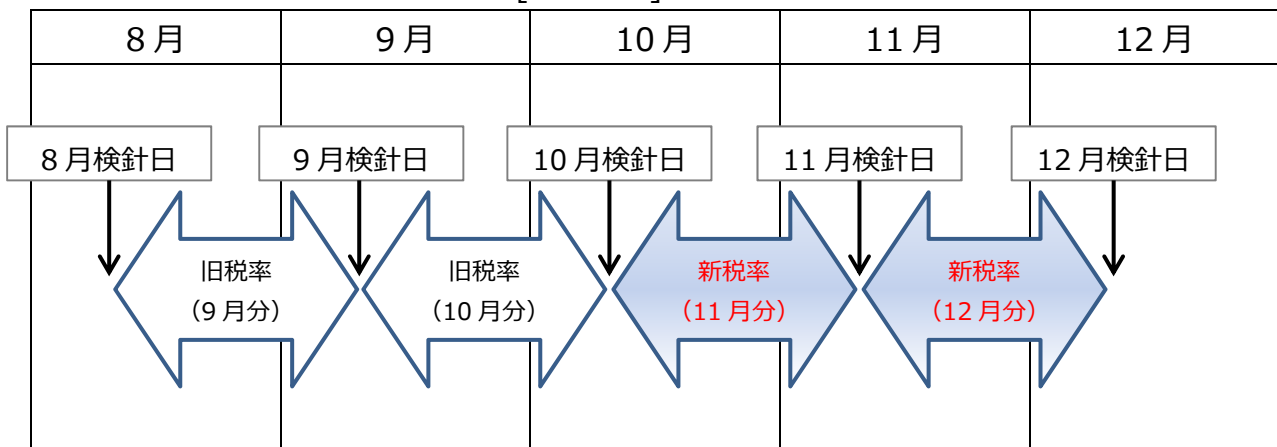 8月 9月 10月 11月 12月
8月検針日 9月検針日 10月検針日 11月検針日 12月検針日
旧税率 旧税率 新税率 新税率
（9月分） （10月分） （11月分） （12月分）